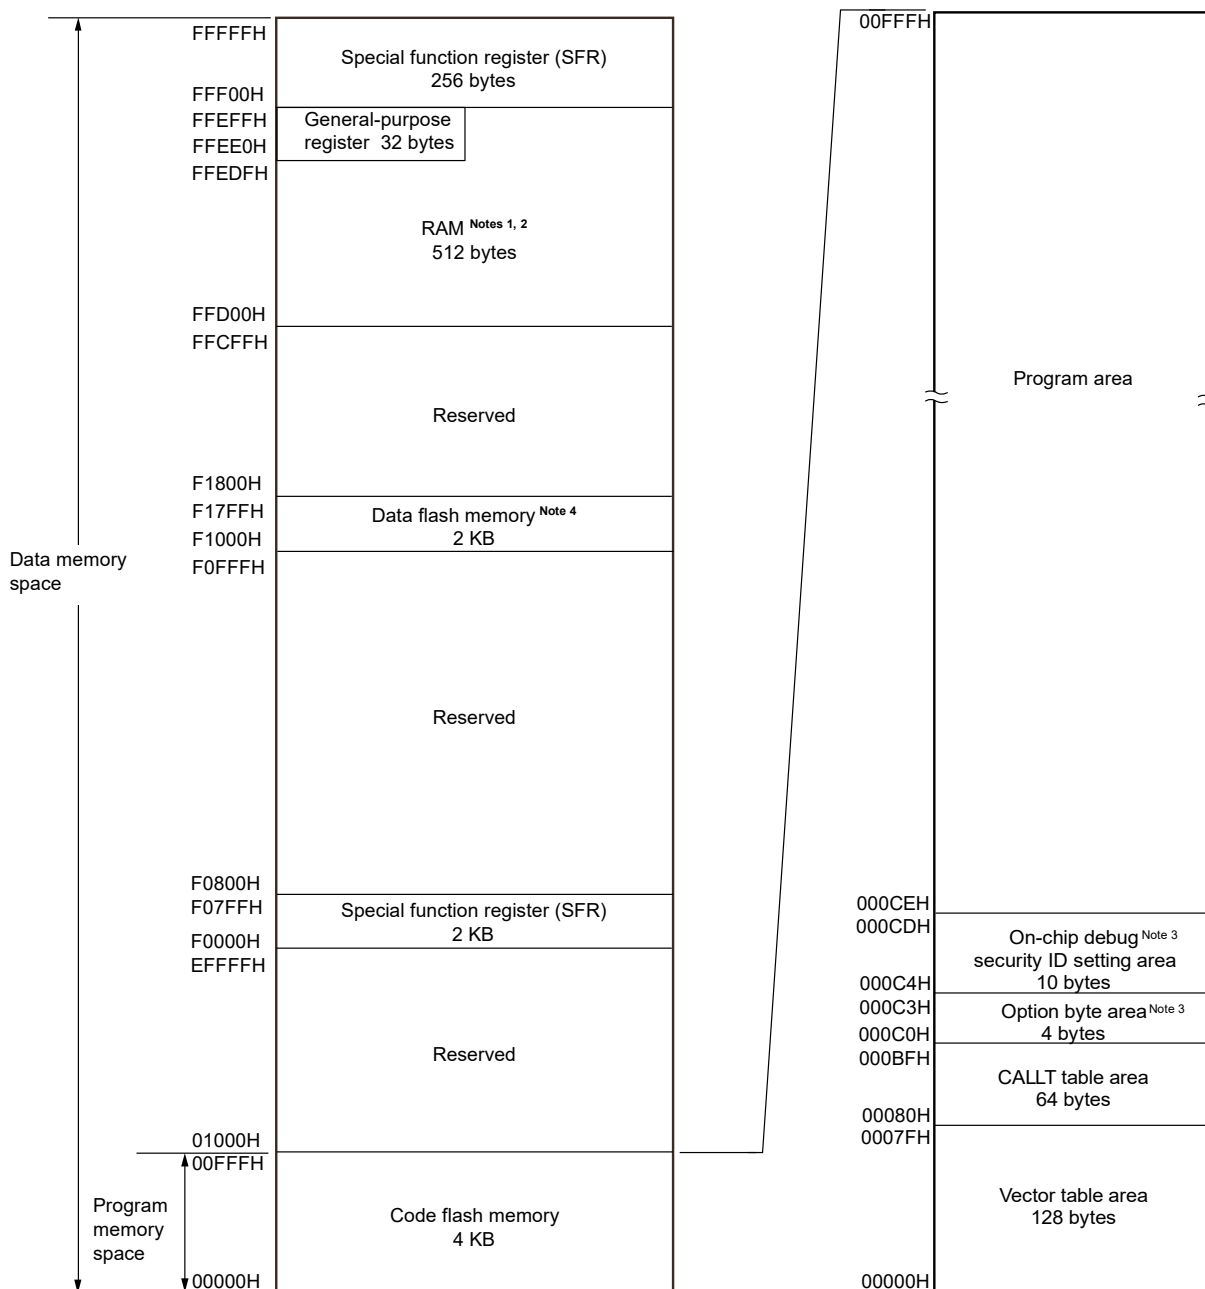 FFFFFH
Special function register (SFR)
256 bytes
FFF00H
FFEFFH
General-purpose
register 32 bytes
FFEE0H
FFEDFH
RAM Notes 1, 2
512 bytes
FFD00H
FFCFFH
Reserved
F1800H
F17FFH
Data flash memory Note 4
2 KB
F1000H
F0FFFH
Data memory
space
Reserved
F0800H
F07FFH
Special function register (SFR)
2 KB
F0000H
EFFFFH
Reserved
01000H
00FFFH
Program
memory
space
Code flash memory
4 KB
00000H
00FFFH
Program area
000CEH
000CDH
On-chip debug Note 3
security ID setting area
10 bytes
000C4H
000C3H
Option byte area Note 3
4 bytes
000C0H
000BFH
CALLT table area
64 bytes
00080H
0007FH
Vector table area
128 bytes
00000H